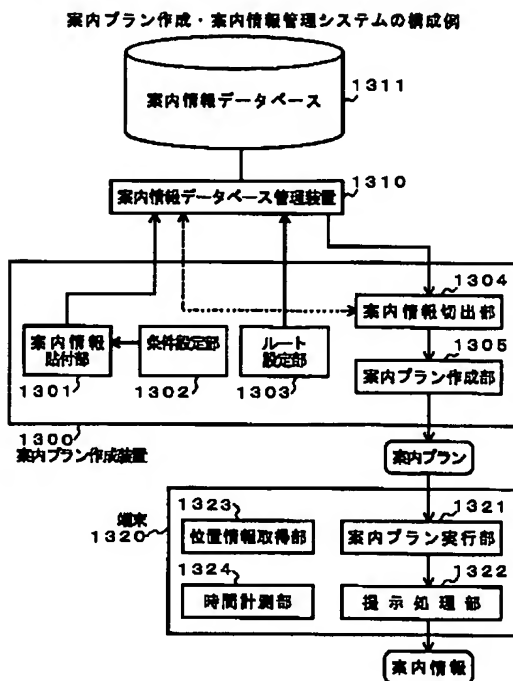 案内プラン作成・案内情報管理システムの構成例
案内情報データベース
1311
案内情報データベース管理装置
1310
1304
案内情報切出部
案内情報
貼付部
1301
条件設定部
1302
ルート
設定部
1303
1305
案内プラン作成部
1300
案内プラン作成装置
案内プラン
端末
1320
1323
位置情報取得部
1321
案内プラン実行部
1324
時間計測部
1322
提示処理部
案内情報